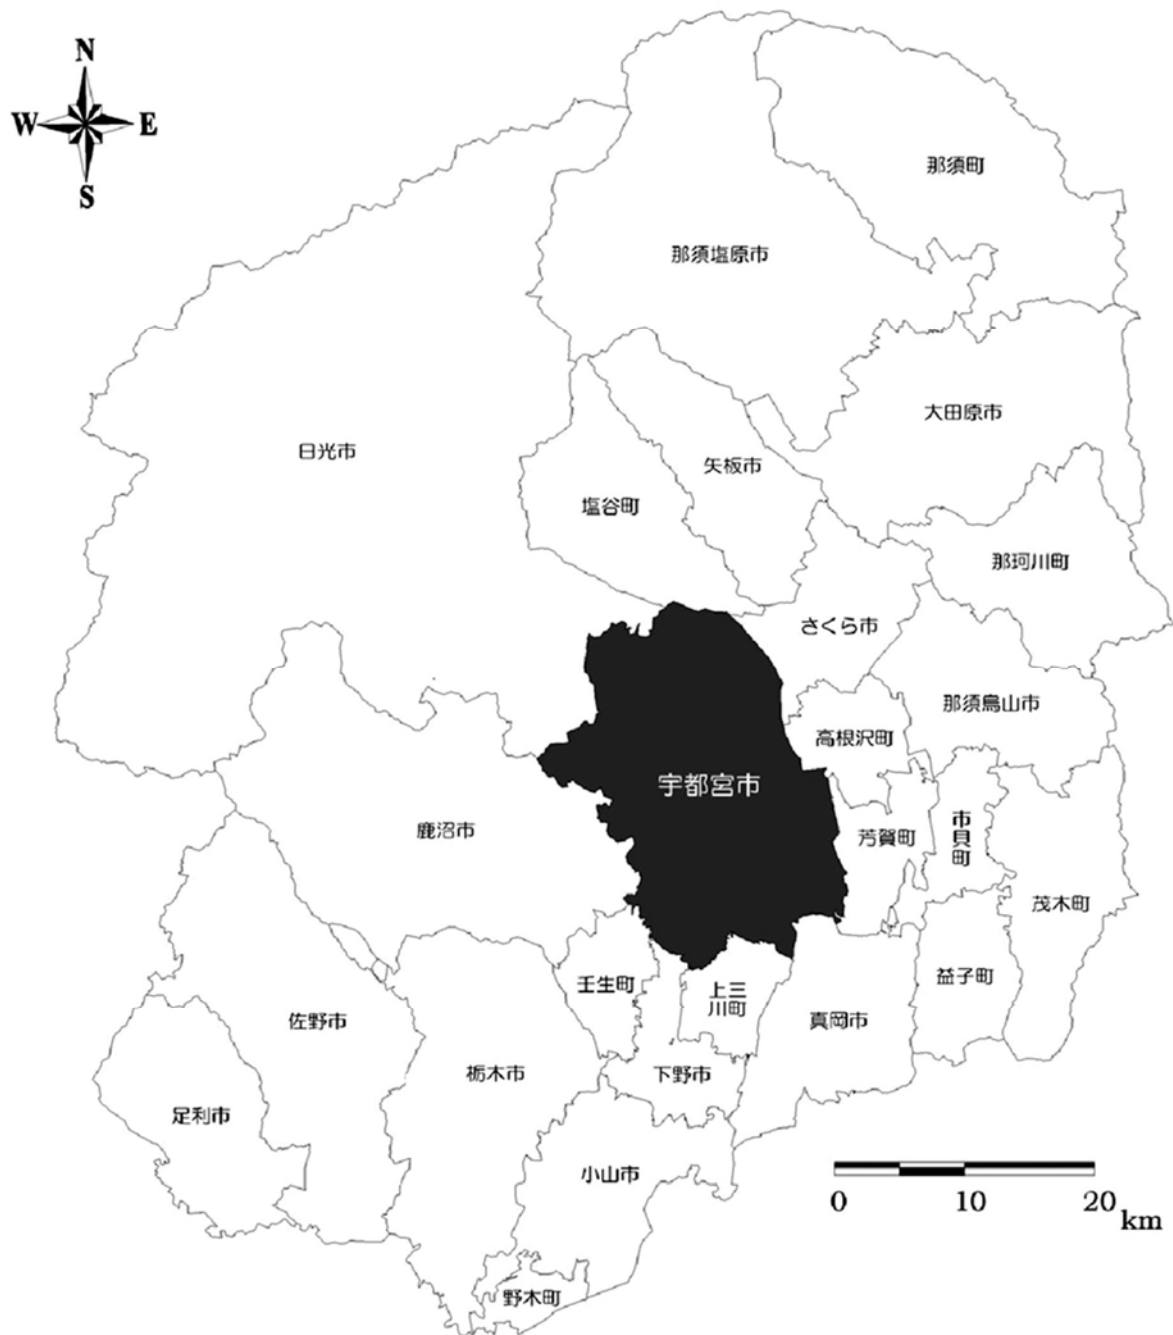 N
W E
S
那須町
那須塩原市
大田原市
日光市
矢板市
塩谷町
那珂川町
さくら市
那須烏山市
高根沢町
宇都宮市
鹿沼市
芳賀町
市貝町
茂木町
壬生町
上三
川町
益子町
佐野市
真岡市
栃木市
下野市
足利市
小山市
野木町
0 10 20
km